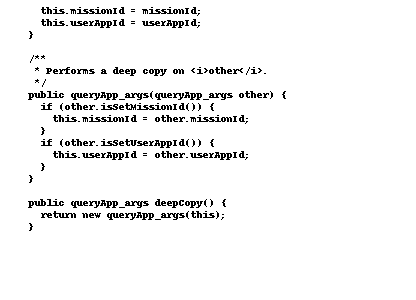 this.missionId = missionId;
this.userAppId = userAppId;
}
/**
* Performs a deep copy on <i>other</i>.
*/
public queryApp_args(queryApp_args other) {
if (other.isSetMissionId()) {
this.missionId = other.missionId;
}
if (other.isSetUserAppId()) {
this.userAppId = other.userAppId;
}
}
public queryApp_args deepCopy() {
return new queryApp_args(this);
}